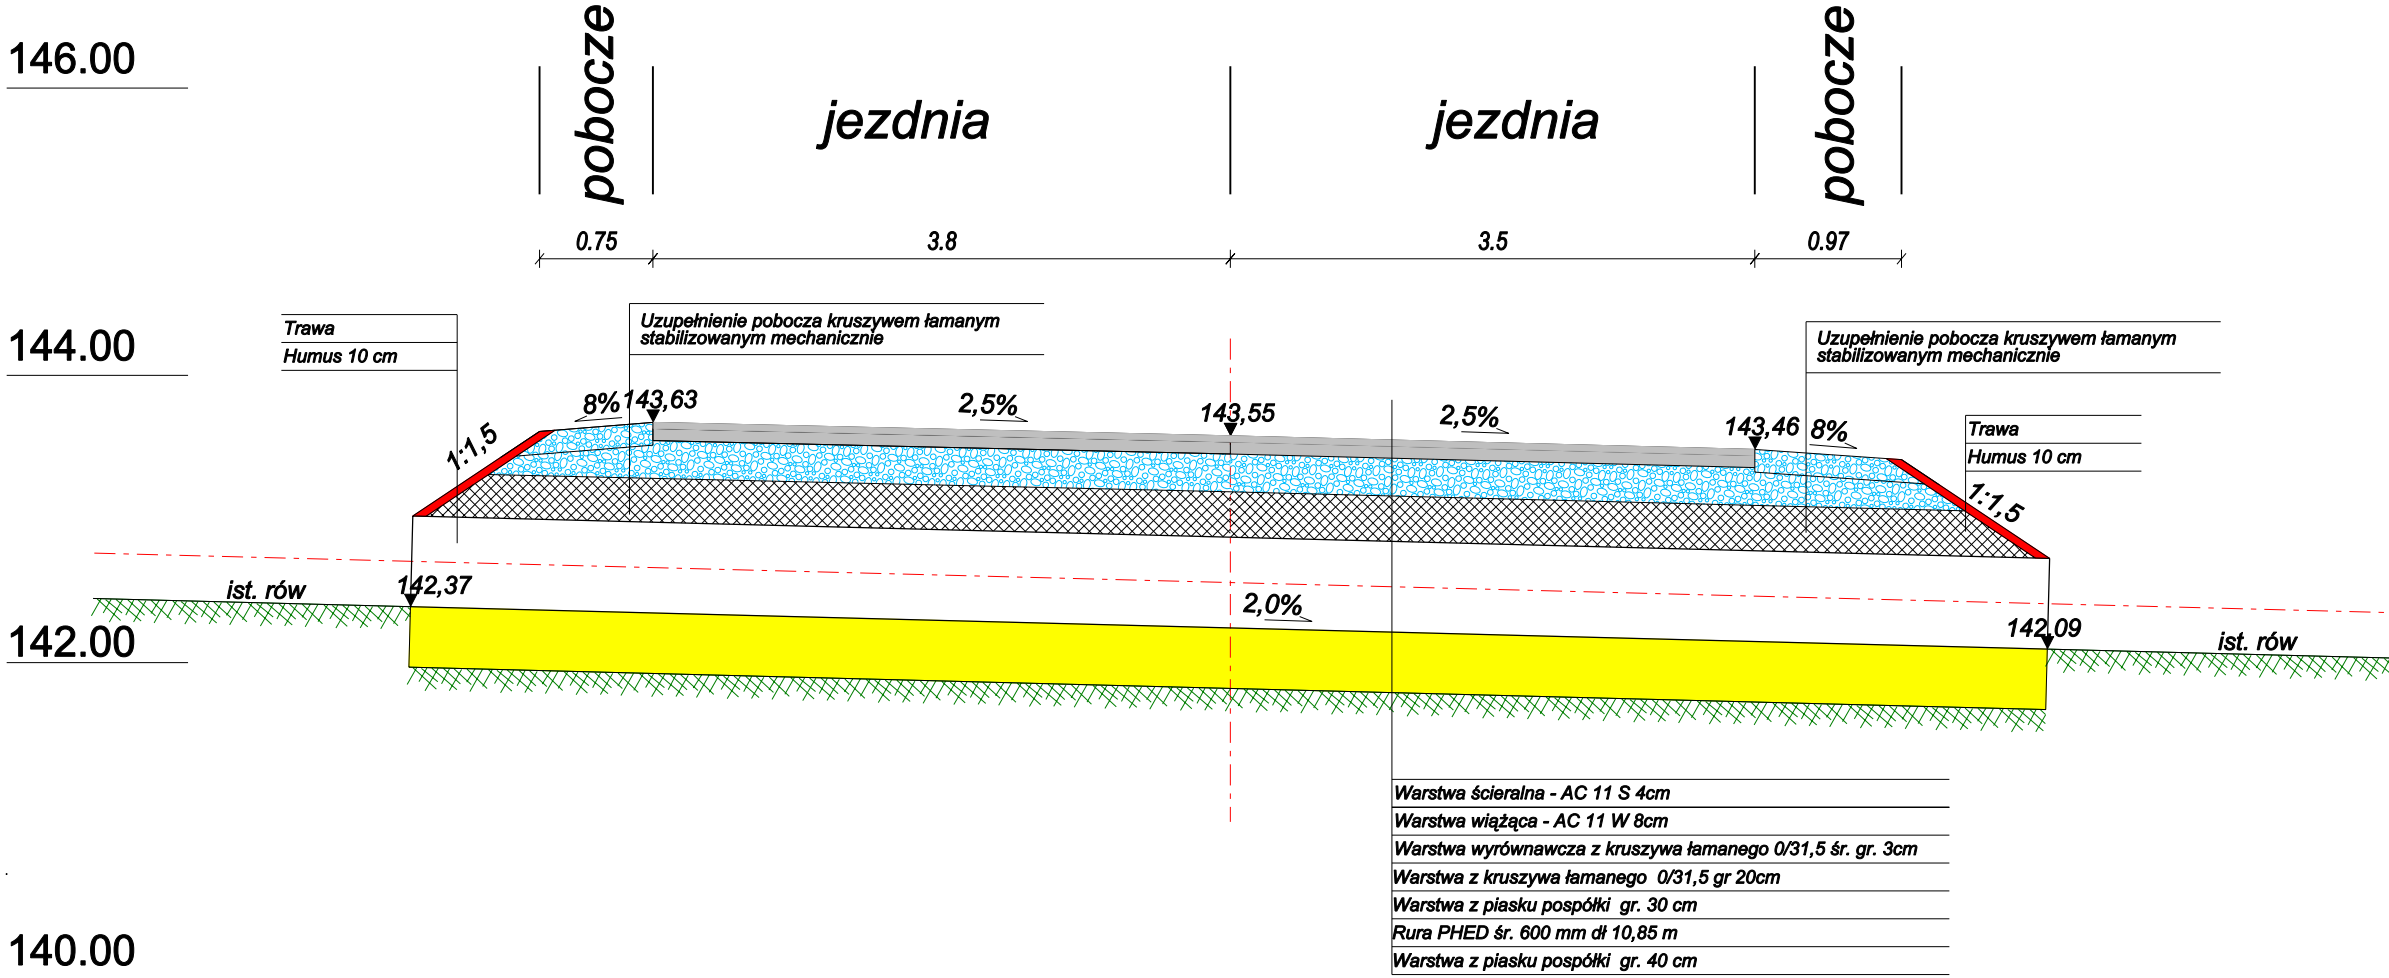 pobocze
pobocze
146.00
jezdnia
jezdnia
0.75
3.8
3.5
0.97
Trawa
Humus 10 cm
Uzupełnienie pobocza kruszywem łamanym
stabilizowanym mechanicznie
Uzupełnienie pobocza kruszywem łamanym
stabilizowanym mechanicznie
144.00
8%
143,63
2,5%
143,55
2,5%
143,46
8%
Trawa
Humus 10 cm
1:1,5
1:1,5
ist. rów
142,37
2,0%
142,09
ist. rów
142.00
Warstwa ścieralna - AC 11 S 4cm
Warstwa wiążąca - AC 11 W 8cm
Warstwa wyrównawcza z kruszywa łamanego 0/31,5 śr. gr. 3cm
Warstwa z kruszywa łamanego 0/31,5 gr 20cm
Warstwa z piasku pospółki gr. 30 cm
Rura PHED śr. 600 mm dł 10,85 m
Warstwa z piasku pospółki gr. 40 cm
140.00